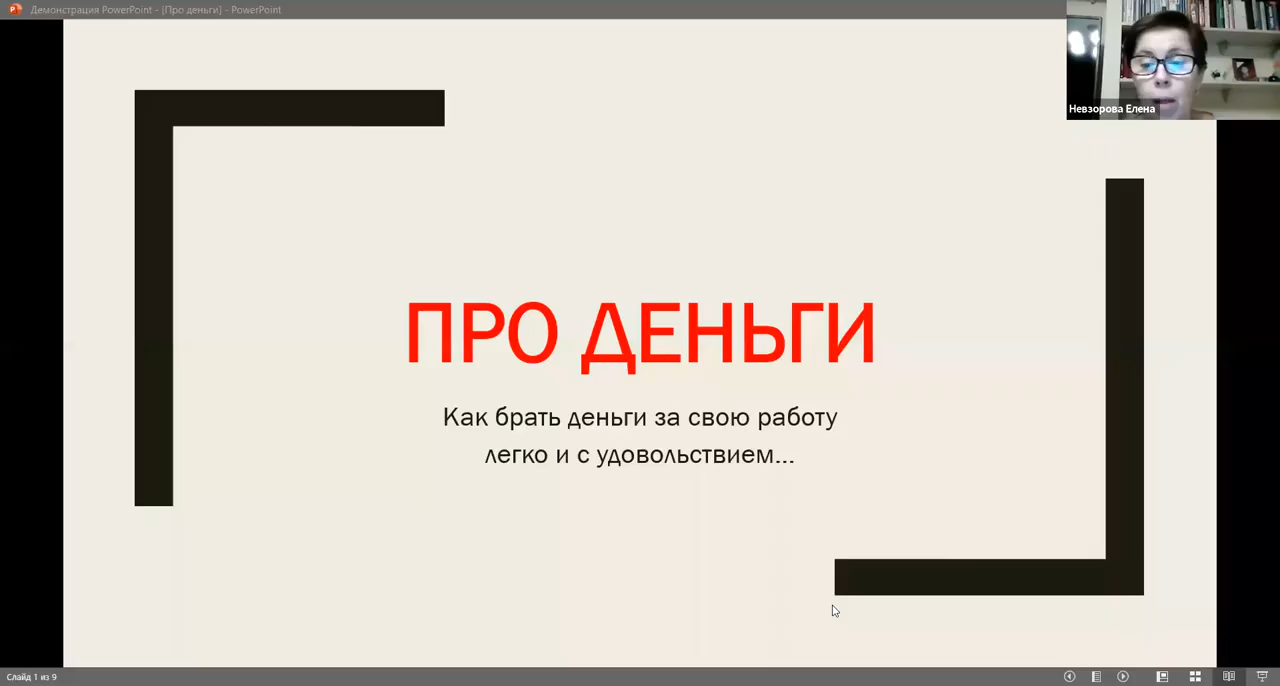 Демонстрация PowerPoint - [Про деньги] - PowerPoint
Невзорова Елена
ПРО ДЕНЬГИ
Как брать деньги за свою работу
легко и с удовольствием...
Слайд 1 из 9